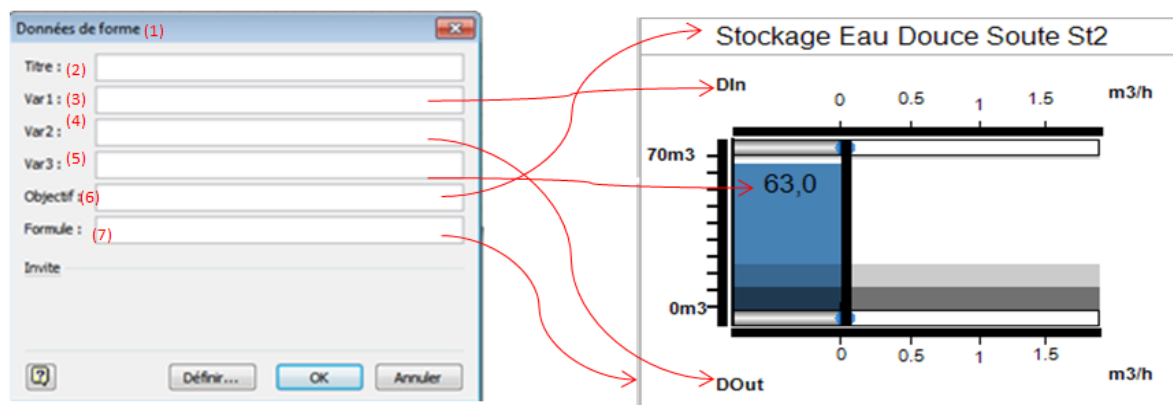 Données de forme (1)
Titre : (2)
Var1 : (3)
Var2 : (4)
Var3 : (5)
Objectif : (6)
Formule : (7)
Invite
Définir... OK Annuler
Stockage Eau Douce Soute St2
DIn
0 0.5 1 1.5 m3/h
70m3
63,0
0m3
0 0.5 1 1.5
m3/h
DOut